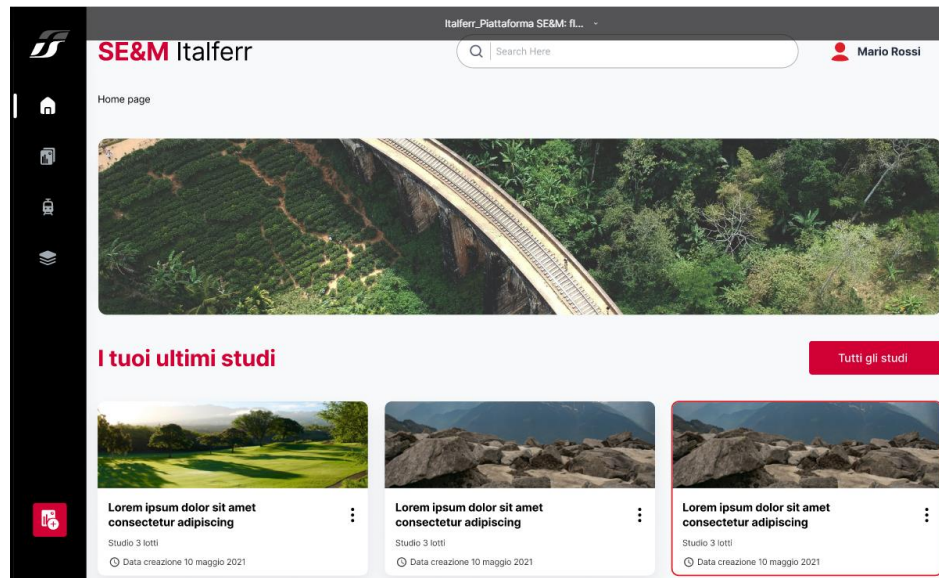 Italferr_Piattaforma SE&M: fl...
SE&M Italferr
Search Here
Mario Rossi
Home page
I tuoi ultimi studi
Tutti gli studi
Lorem ipsum dolor sit amet
consectetur adipiscing
Studio 3 lotti
Data creazione 10 maggio 2021
Lorem ipsum dolor sit amet
consectetur adipiscing
Studio 3 lotti
Data creazione 10 maggio 2021
Lorem ipsum dolor sit amet
consectetur adipiscing
Studio 3 lotti
Data creazione 10 maggio 2021